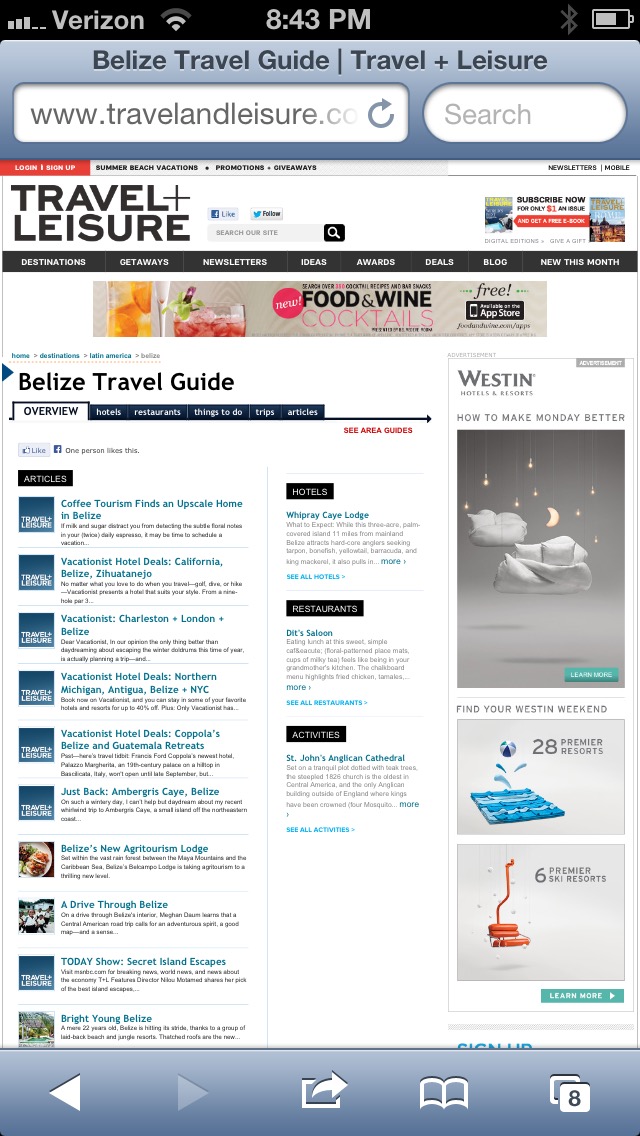 Verizon 8:43 PM
Belize Travel Guide | Travel + Leisure
www.travelandleisure.co Search
LOGIN | SIGN UP SUMMER BEACH VACATIONS • PROMOTIONS + GIVEAWAYS NEWSLETTERS | MOBILE
TRAVEL+
LEISURE
Like Follow
SEARCH OUR SITE
SUBSCRIBE NOW
FOR ONLY $1 AN ISSUE
AND GET A FREE E-BOOK
DIGITAL EDITIONS > GIVE A GIFT
DESTINATIONS GETAWAYS NEWSLETTERS IDEAS AWARDS DEALS BLOG NEW THIS MONTH
new!
SEARCH OVER 500 COCKTAIL RECIPES AND BAR SNACKS
FOOD&WINE
COCKTAILS
free!
Available on the
App Store
foodandwine.com/apps
home > destinations > latin america > belize
Belize Travel Guide
OVERVIEW hotels restaurants things to do trips articles
SEE AREA GUIDES
Like One person likes this.
ARTICLES
Coffee Tourism Finds an Upscale Home
in Belize
If milk and sugar distract you from detecting the subtle floral notes
in your (twice) daily espresso, it may be time to schedule a
vacation...
Vacationist Hotel Deals: California,
Belize, Zihuatanejo
No matter what you love to do when you travel—golf, dive, or hike
—Vacationist presents a hotel that suits your style. From a nine-
hole par 3...
Vacationist: Charleston + London +
Belize
Dear Vacationist, In our opinion the only thing better than
daydreaming about escaping the winter doldrums this time of year,
is actually planning a trip—and...
Vacationist Hotel Deals: Northern
Michigan, Antigua, Belize + NYC
Book now on Vacationist, and you can stay in some of your favorite
hotels and resorts for up to 40% off. Plus: Only Vacationist has...
Vacationist Hotel Deals: Coppola's
Belize and Guatemala Retreats
Psst—here's travel tidbit: Francis Ford Coppola's newest hotel,
Palazzo Margherita, an 19th-century palace on a hilltop in
Bascilicata, Italy, won't open until late September, but...
Just Back: Ambergris Caye, Belize
On such a wintery day, I can't help but daydream about my recent
whirlwind trip to Ambergris Caye, a small island off the northeastern
coast...
Belize's New Agritourism Lodge
Set within the vast rain forest between the Maya Mountains and the
Caribbean Sea, Belize's Belcampo Lodge is taking agritourism to a
thrilling new level.
A Drive Through Belize
On a drive through Belize's interior, Meghan Daum learns that a
Central American road trip calls for an adventurous spirit, a good
map—and a sense...
TODAY Show: Secret Island Escapes
Visit msnbc.com for breaking news, world news, and news about
the economy T+L Features Director Nilou Motamed shares her pick
of the best island escapes,...
Bright Young Belize
A mere 22 years old, Belize is hitting its stride, thanks to a group of
laid-back beach and jungle resorts. Thatched roofs are the new...
HOTELS
Whipray Caye Lodge
What to Expect: While this three-acre, palm-
covered island 11 miles from mainland
Belize attracts hard-core anglers seeking
tarpon, bonefish, yellowtail, barracuda, and
king mackerel, it also pulls in... more ›
SEE ALL HOTELS >
RESTAURANTS
Dit's Saloon
Eating lunch at this sweet, simple
caf&eacute; (floral-patterned place mats,
cups of milky tea) feels like being in your
grandmother's kitchen. The chalkboard
menu highlights fried chicken, tamales,...
more ›
SEE ALL RESTAURANTS >
ACTIVITIES
St. John's Anglican Cathedral
Set on a tranquil plot dotted with teak trees,
the steepled 1826 church is the oldest in
Central America, and the only Anglican
building outside of England where kings
have been crowned (four Mosquito... more
›
SEE ALL ACTIVITIES >
ADVERTISEMENT
ADVERTISEMENT
WESTIN
HOTELS & RESORTS
HOW TO MAKE MONDAY BETTER
LEARN MORE
FIND YOUR WESTIN WEEKEND
28 PREMIER
RESORTS
6 PREMIER
SKI RESORTS
LEARN MORE
SIGN UP
8